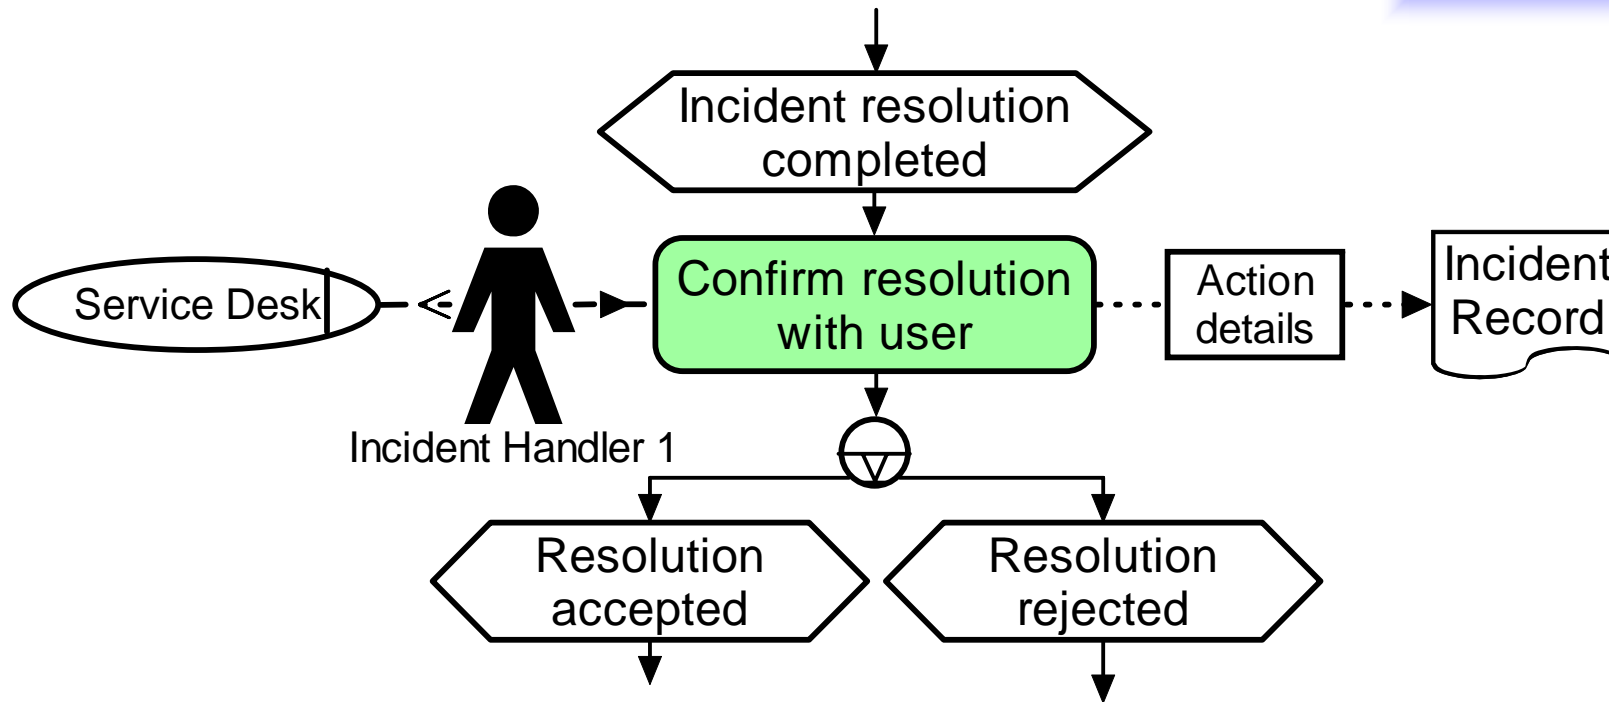 Incident resolution
completed
Service Desk
Confirm resolution
with user
Action
details
Incident
Record
Incident Handler 1
Resolution
accepted
Resolution
rejected